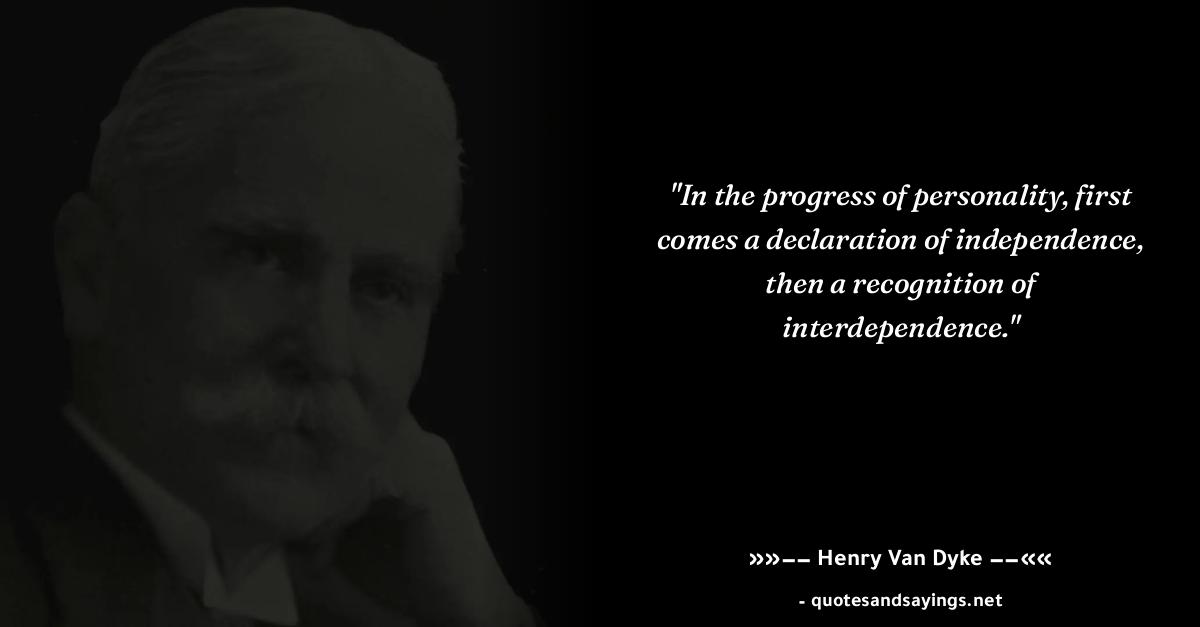 "In the progress of personality, first
comes a declaration of independence,
then a recognition of
interdependence."
»»–– Henry Van Dyke ––««
- quotesandsayings.net